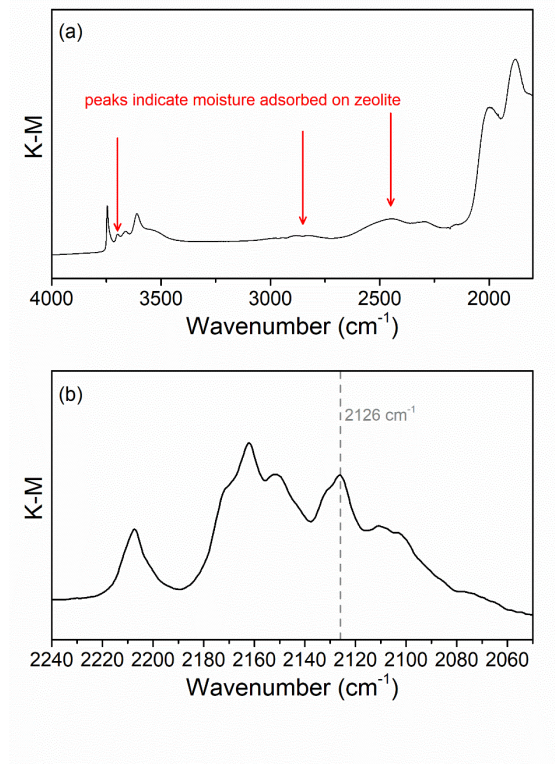 (a)
peaks indicate moisture adsorbed on zeolite
K-M
4000 3500 3000 2500 2000
Wavenumber (cm⁻¹)
(b)
2126 cm⁻¹
K-M
2240 2220 2200 2180 2160 2140 2120 2100 2080 2060
Wavenumber (cm⁻¹)